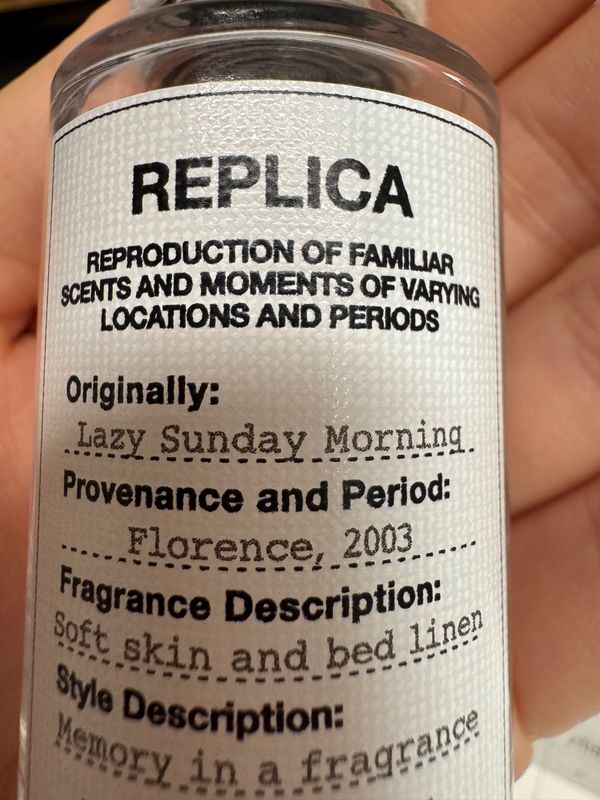 REPLICA
REPRODUCTION OF FAMILIAR
SCENTS AND MOMENTS OF VARYING
LOCATIONS AND PERIODS
Originally:
Lazy Sunday Morning
Provenance and Period:
Florence, 2003
Fragrance Description:
Soft skin and bed linen
Style Description:
Memory in a fragrance